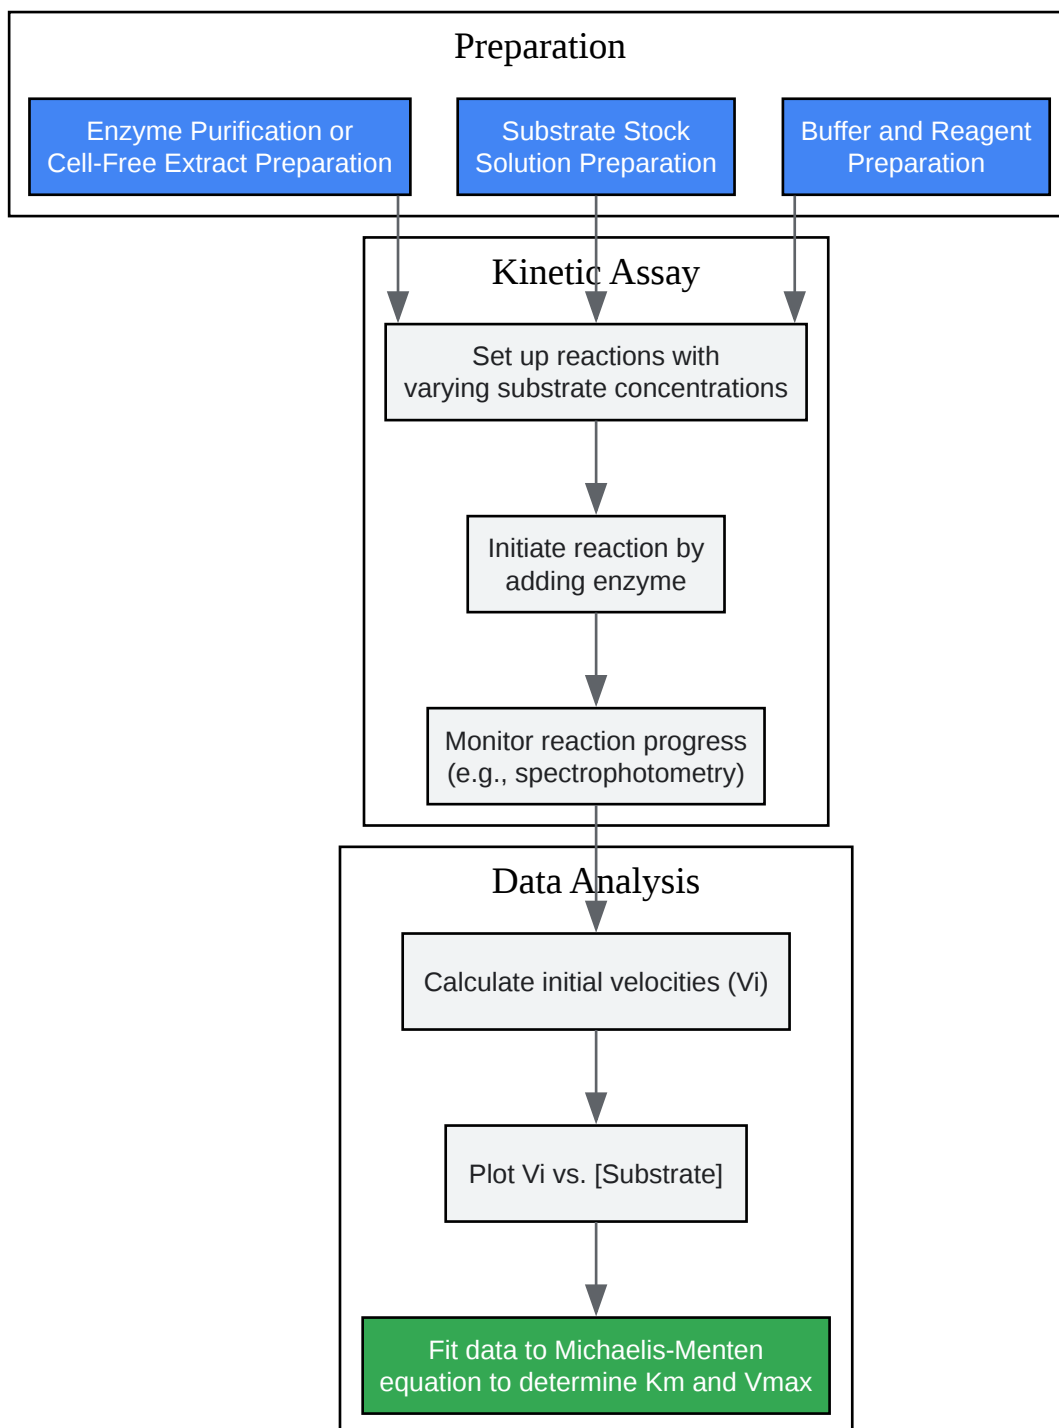 Preparation
Enzyme Purification or
Cell-Free Extract Preparation
Substrate Stock
Solution Preparation
Buffer and Reagent
Preparation
Kinetic Assay
Set up reactions with
varying substrate concentrations
Initiate reaction by
adding enzyme
Monitor reaction progress
(e.g., spectrophotometry)
Data Analysis
Calculate initial velocities (Vi)
Plot Vi vs. [Substrate]
Fit data to Michaelis-Menten
equation to determine Km and Vmax